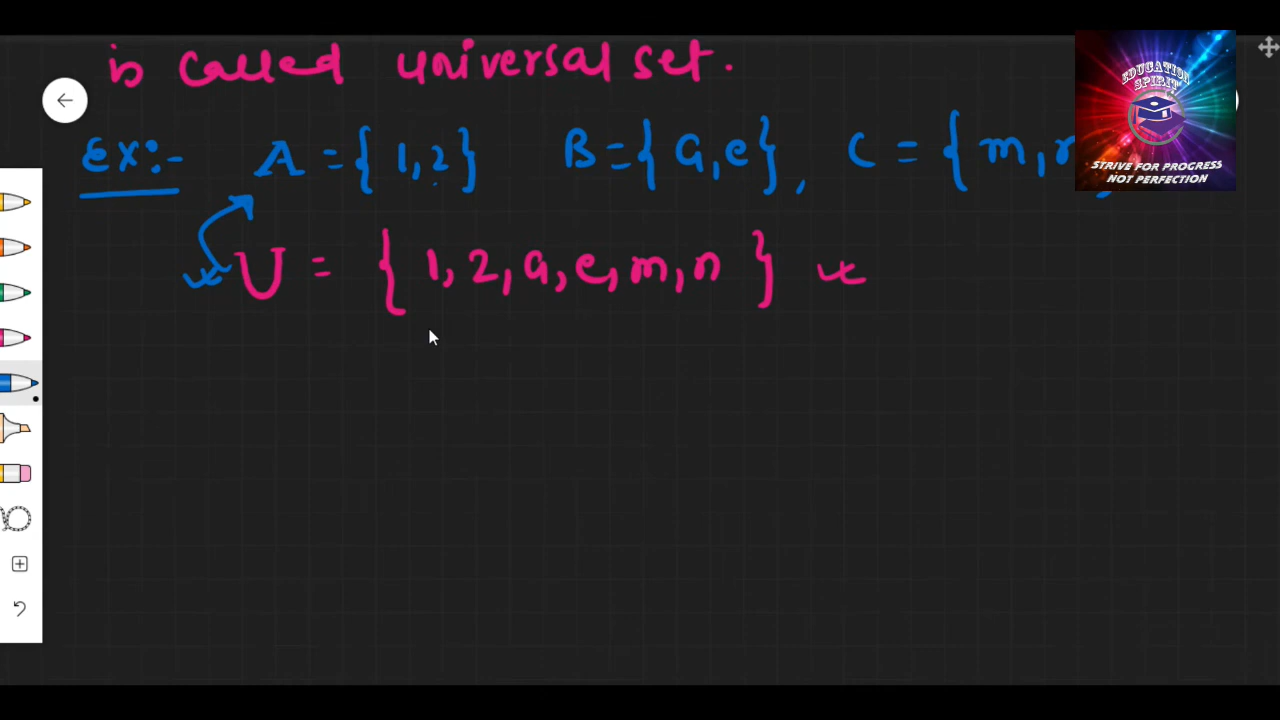 is called universal set.
Ex:- A = { 1, 2 } B = { a, e }, C = { m,
U = { 1, 2, a, e, m, n }
EDUCATION
SPIRIT
STRIVE FOR PROGRESS
NOT PERFECTION